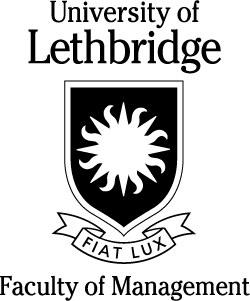 University of
Lethbridge
FIAT LUX
Faculty of Management